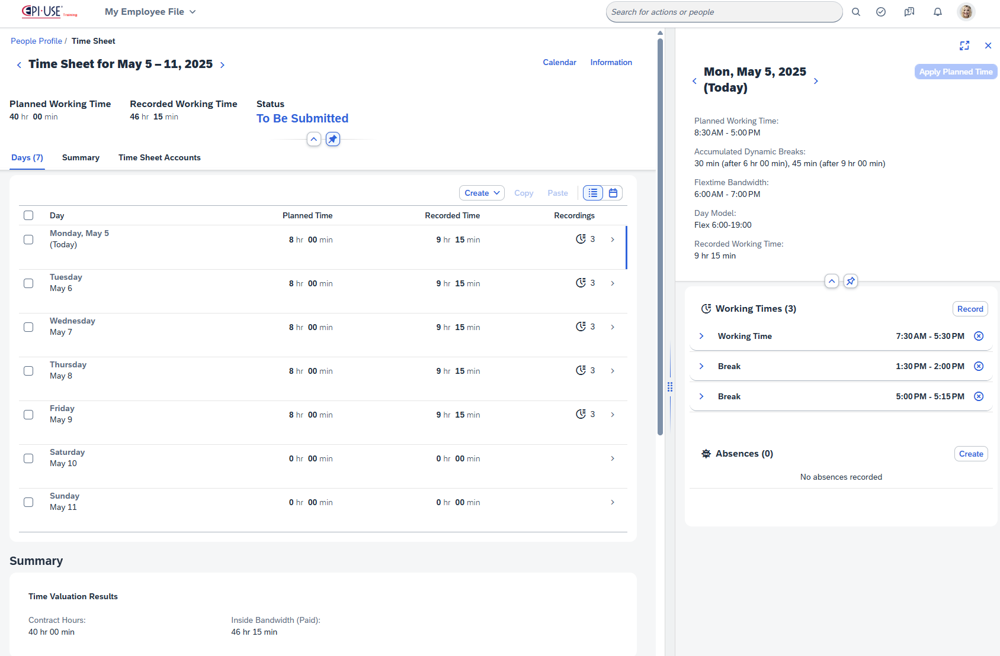 EPI-USE Training
My Employee File
Search for actions or people
People Profile / Time Sheet
Time Sheet for May 5 – 11, 2025
Calendar
Information
Planned Working Time
40 hr 00 min
Recorded Working Time
46 hr 15 min
Status
To Be Submitted
Days (7)
Summary
Time Sheet Accounts
Create
Copy
Paste
Day
Planned Time
Recorded Time
Recordings
Monday, May 5
(Today)
8 hr 00 min
9 hr 15 min
3
Tuesday
May 6
8 hr 00 min
9 hr 15 min
3
Wednesday
May 7
8 hr 00 min
9 hr 15 min
3
Thursday
May 8
8 hr 00 min
9 hr 15 min
3
Friday
May 9
8 hr 00 min
9 hr 15 min
3
Saturday
May 10
0 hr 00 min
0 hr 00 min
Sunday
May 11
0 hr 00 min
0 hr 00 min
Summary
Time Valuation Results
Contract Hours:
40 hr 00 min
Inside Bandwidth (Paid):
46 hr 15 min
Mon, May 5, 2025
(Today)
Apply Planned Time
Planned Working Time:
8:30 AM - 5:00 PM
Accumulated Dynamic Breaks:
30 min (after 6 hr 00 min), 45 min (after 9 hr 00 min)
Flextime Bandwidth:
6:00 AM - 7:00 PM
Day Model:
Flex 6:00-19:00
Recorded Working Time:
9 hr 15 min
Working Times (3)
Record
Working Time
7:30 AM - 5:30 PM
Break
1:30 PM - 2:00 PM
Break
5:00 PM - 5:15 PM
Absences (0)
Create
No absences recorded